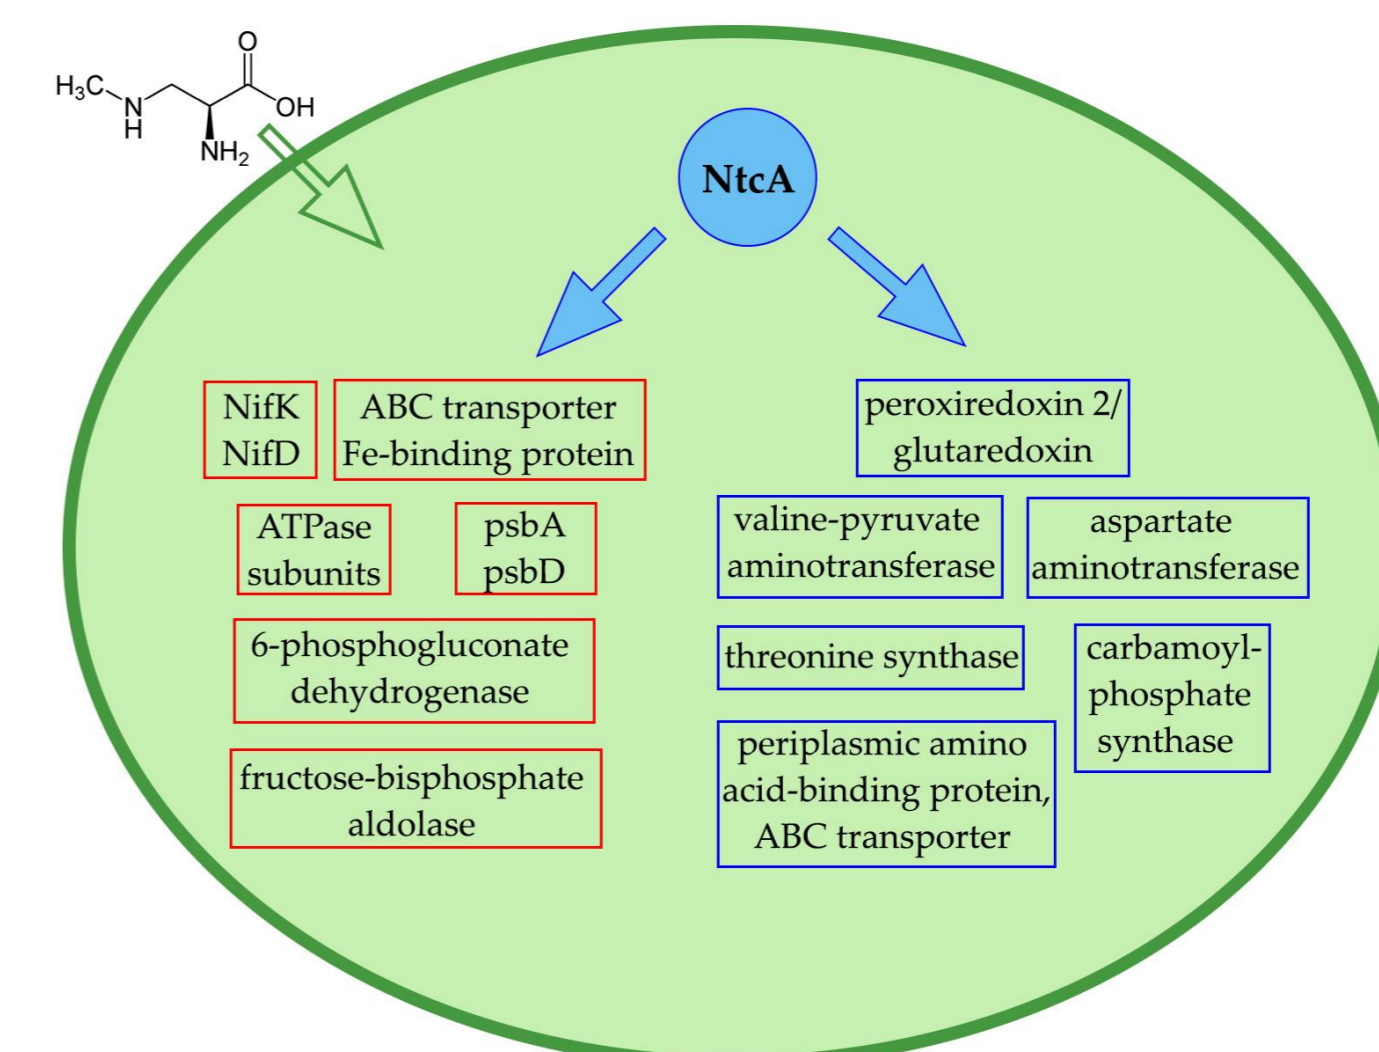 O
H₃C
N
H
OH
NH₂
NtcA
NifK
NifD
ABC transporter
Fe-binding protein
peroxiredoxin 2/
glutaredoxin
ATPase
subunits
psbA
psbD
valine-pyruvate
aminotransferase
aspartate
aminotransferase
6-phosphogluconate
dehydrogenase
threonine synthase
carbamoyl-
phosphate
synthase
fructose-bisphosphate
aldolase
periplasmic amino
acid-binding protein,
ABC transporter